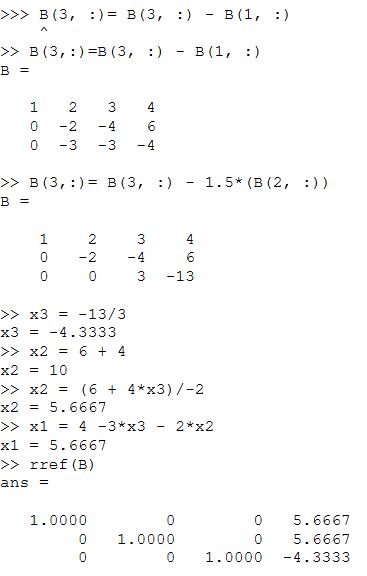 >>> B(3, :)= B(3, :) - B(1, :)
^
>> B(3,:)=B(3, :) - B(1, :)
B =
1 2 3 4
0 -2 -4 6
0 -3 -3 -4
>> B(3,:)= B(3, :) - 1.5*(B(2, :))
B =
1 2 3 4
0 -2 -4 6
0 0 3 -13
>> x3 = -13/3
x3 = -4.3333
>> x2 = 6 + 4
x2 = 10
>> x2 = (6 + 4*x3)/-2
x2 = 5.6667
>> x1 = 4 -3*x3 - 2*x2
x1 = 5.6667
>> rref(B)
ans =
1.0000 0 0 5.6667
0 1.0000 0 5.6667
0 0 1.0000 -4.3333